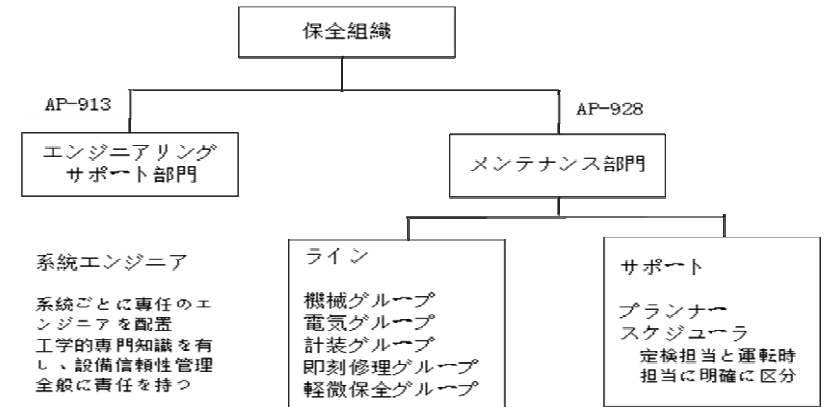 保全組織
AP-913
AP-928
エンジニアリング
サポート部門
メンテナンス部門
系統エンジニア
系統ごとに専任のエ
ンジニアを配置
工学的専門知識を有
し、設備信頼性管理
全般に責任を持つ
ライン
機械グループ
電気グループ
計装グループ
即刻修理グループ
軽微保全グループ
サポート
プランナー
スケジューラ
定検担当と運転時
担当に明確に区分